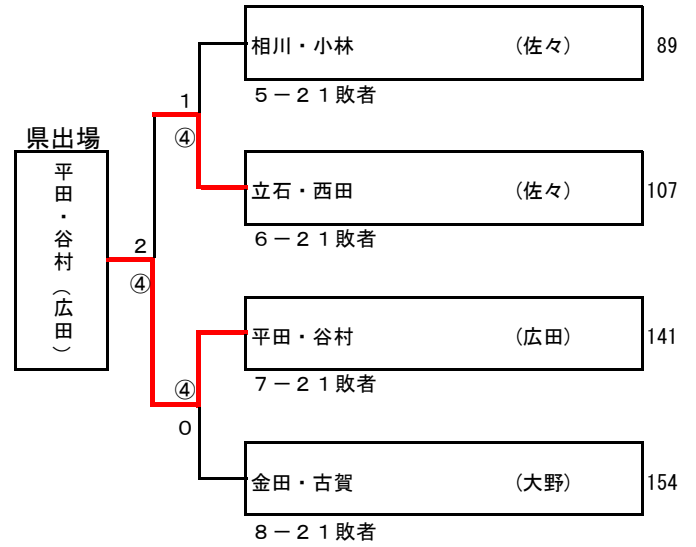 相川・小林 (佐々) 89
5－21敗者
1
④
県出場
平田・谷村（広田）
立石・西田 (佐々) 107
6－21敗者
2
④
平田・谷村 (広田) 141
7－21敗者
④
0
金田・古賀 (大野) 154
8－21敗者